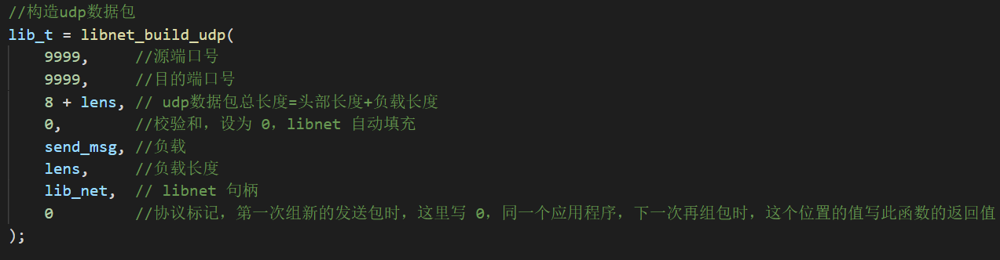 //构造udp数据包
lib_t = libnet_build_udp(
9999, //源端口号
9999, //目的端口号
8 + lens, // udp数据包总长度=头部长度+负载长度
0, //校验和，设为 0，libnet 自动填充
send_msg, //负载
lens, //负载长度
lib_net, // libnet 句柄
0 //协议标记，第一次组新的发送包时，这里写 0，同一个应用程序，下一次再组包时，这个位置的值写此函数的返回值
);